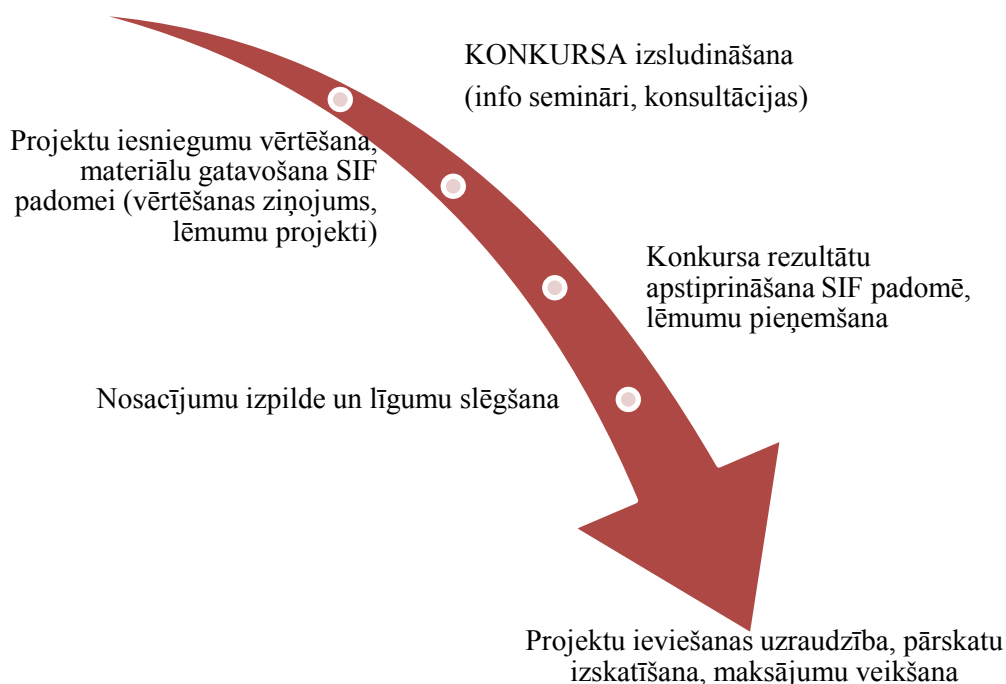 KONKURSA izsludināšana
(info semināri, konsultācijas)
Projektu iesniegumu vērtēšana,
materiālu gatavošana SIF
padomei (vērtēšanas ziņojums,
lēmumu projekti)
Konkursa rezultātu
apstiprināšana SIF padomē,
lēmumu pieņemšana
Nosacījumu izpilde un līgumu slēgšana
Projektu ieviešanas uzraudzība, pārskatu
izskatīšana, maksājumu veikšana